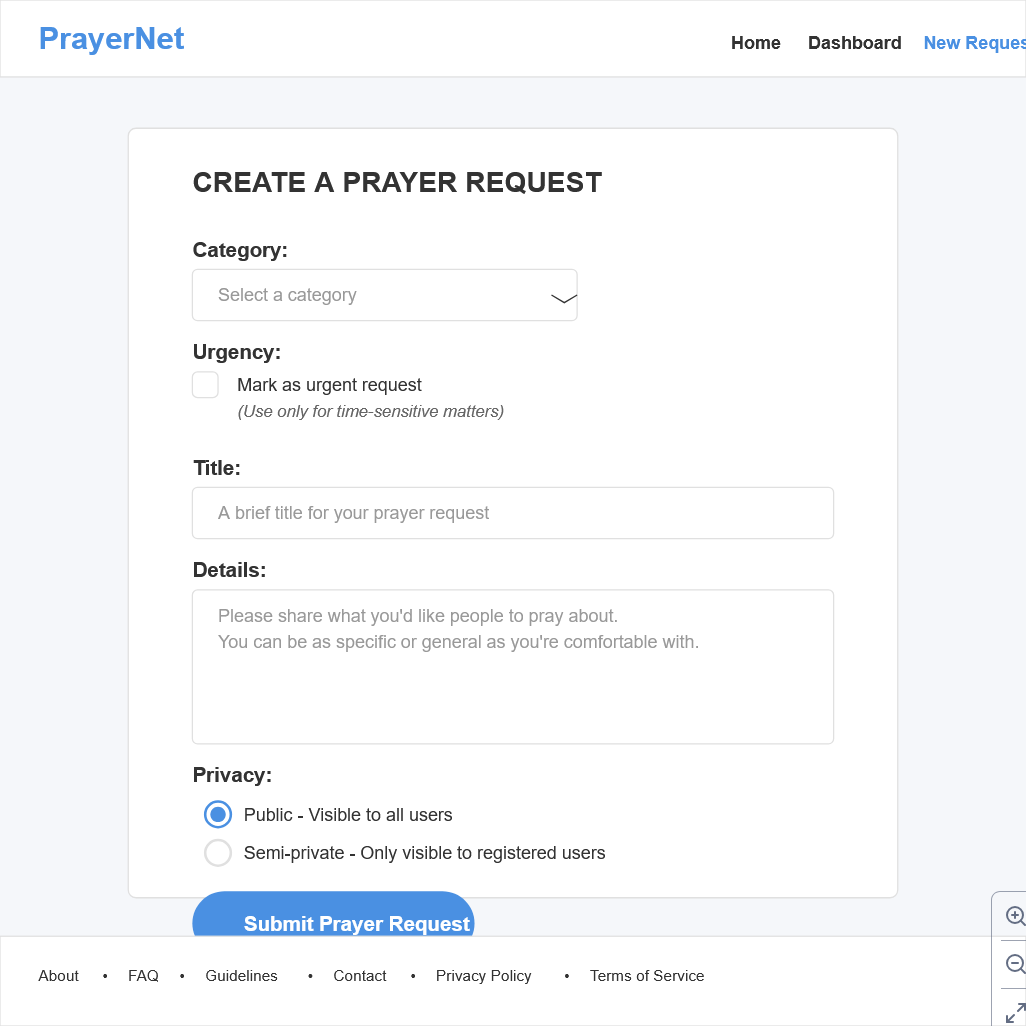 PrayerNet
Home Dashboard New Reques
CREATE A PRAYER REQUEST
Category:
Select a category
Urgency:
Mark as urgent request
(Use only for time-sensitive matters)
Title:
A brief title for your prayer request
Details:
Please share what you'd like people to pray about.
You can be as specific or general as you're comfortable with.
Privacy:
Public - Visible to all users
Semi-private - Only visible to registered users
Submit Prayer Request
About • FAQ • Guidelines • Contact • Privacy Policy • Terms of Service